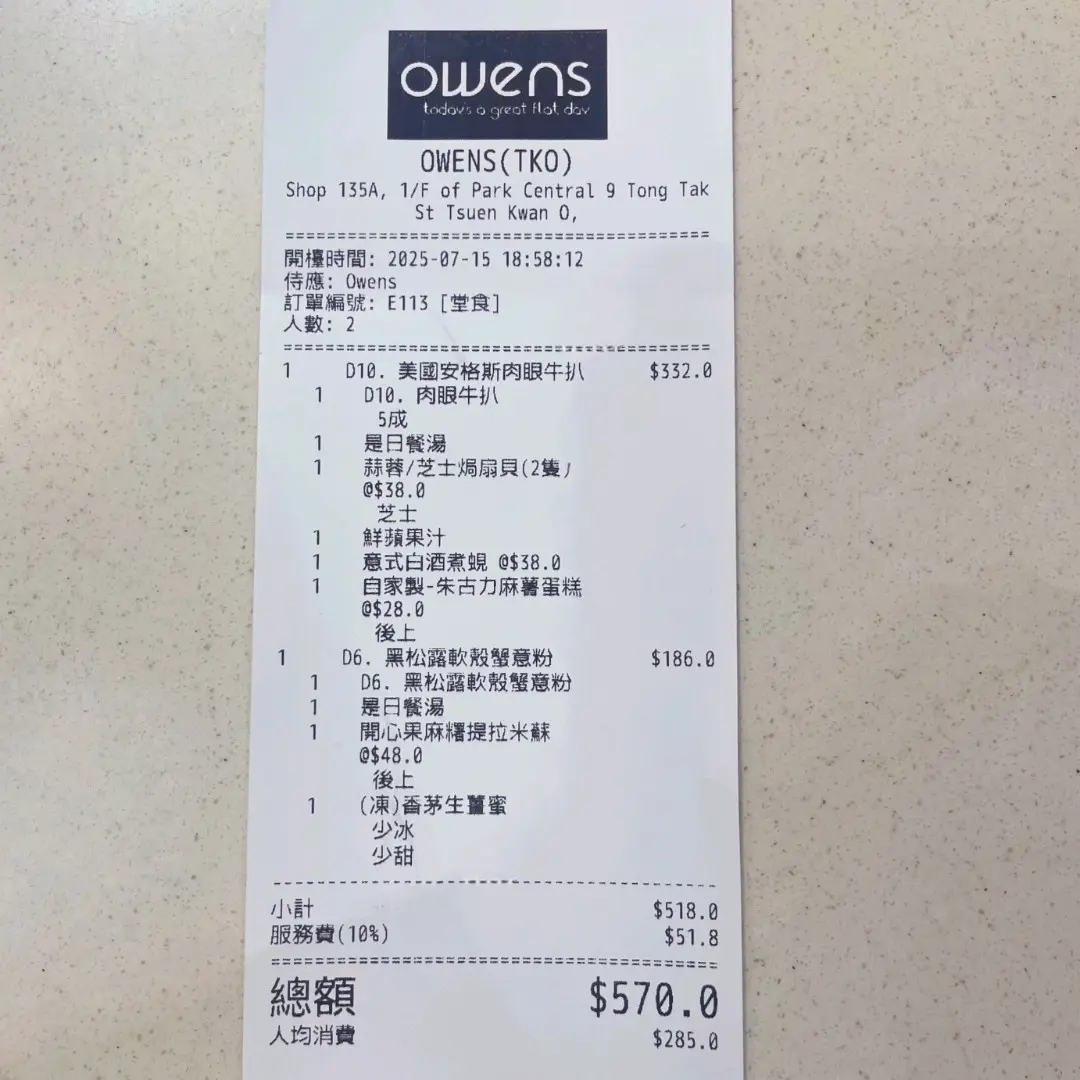 owens
today's a great flat day
OWENS(TKO)
Shop 135A, 1/F of Park Central 9 Tong Tak
St Tsuen Kwan O,
開檯時間: 2025-07-15 18:58:12
侍應: Owens
訂單編號: E113 [堂食]
人數: 2
1 D10. 美國安格斯肉眼牛扒 $332.0
1 D10. 肉眼牛扒
5成
1 是日餐湯
1 蒜蓉/芝士焗扇貝(2隻)
@$38.0
芝士
1 鮮蘋果汁
1 意式白酒煮蜆 @$38.0
1 自家製-朱古力麻薯蛋糕
@$28.0
後上
1 D6. 黑松露軟殼蟹意粉 $186.0
1 D6. 黑松露軟殼蟹意粉
1 是日餐湯
1 開心果麻糬提拉米蘇
@$48.0
後上
1 (凍)香茅生薑蜜
少冰
少甜
小計 $518.0
服務費(10%) $51.8
總額 $570.0
人均消費 $285.0